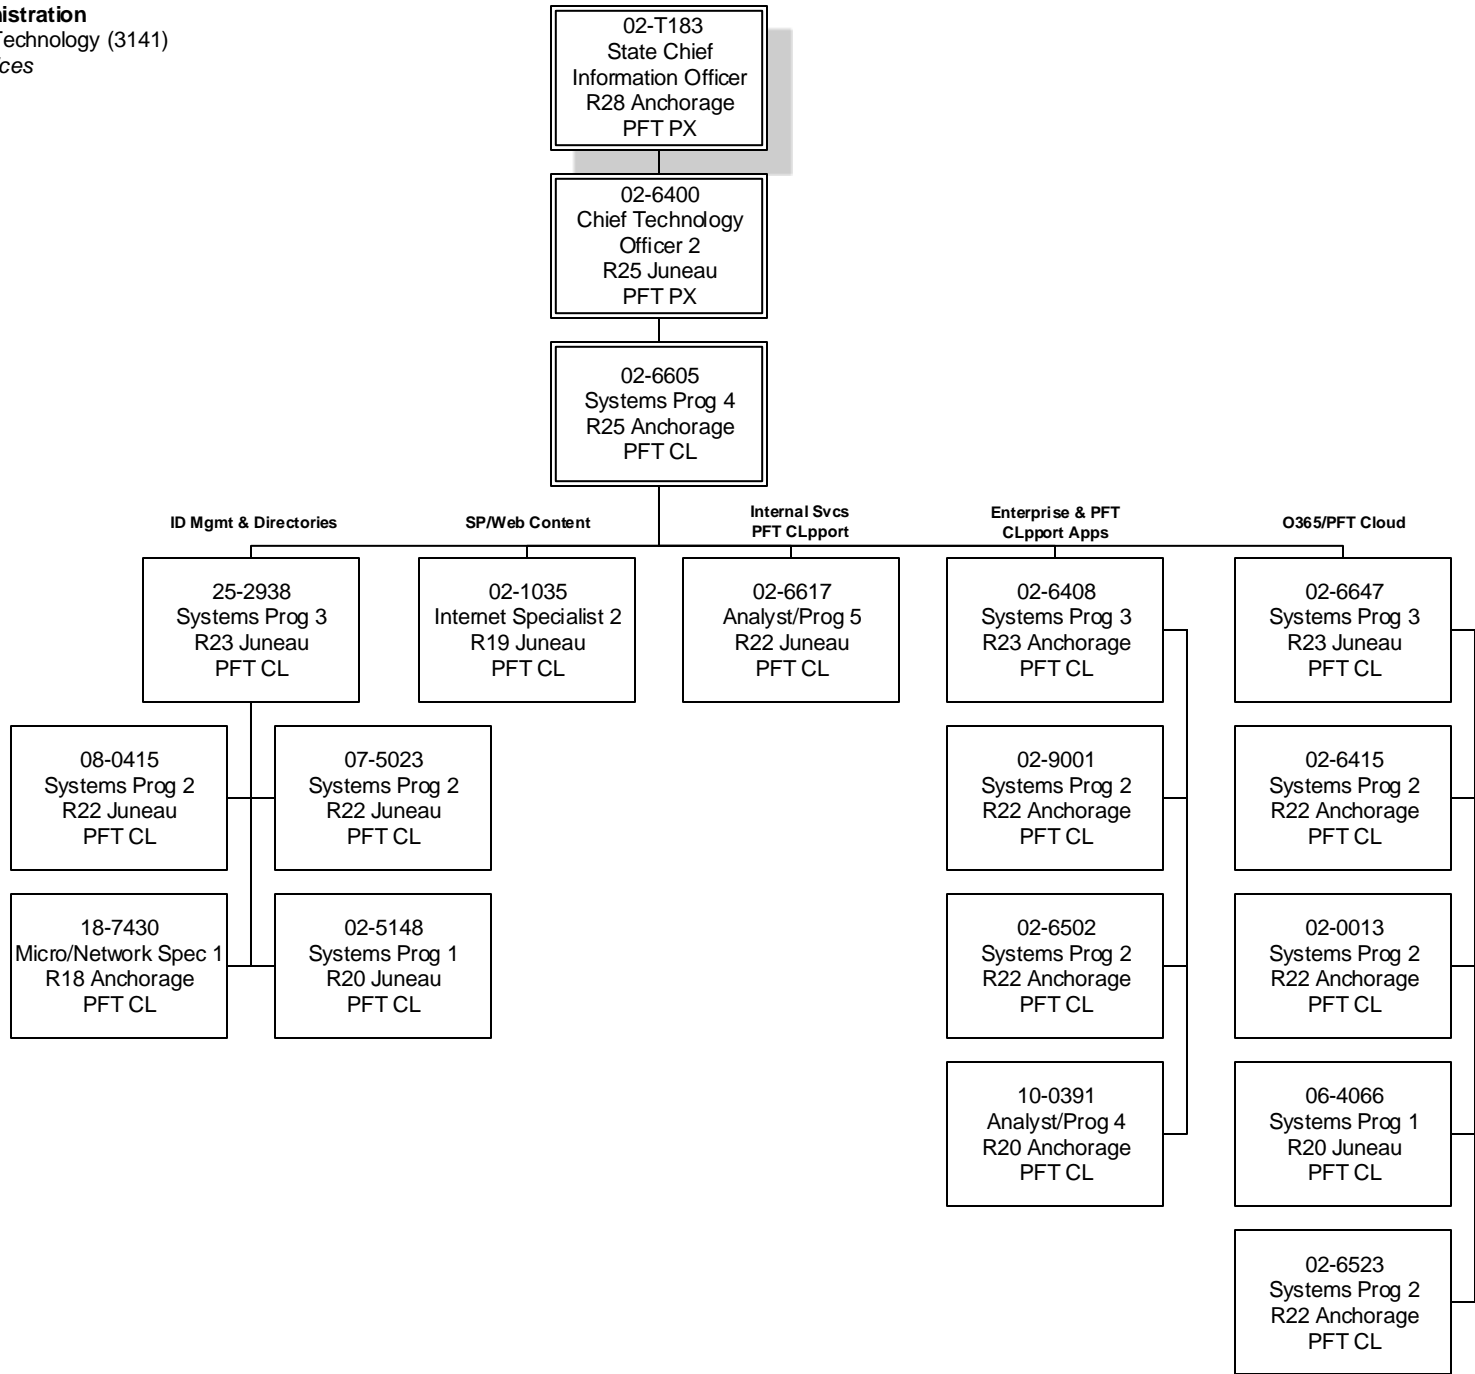 nistration
Technology (3141)
ices
02-T183
State Chief
Information Officer
R28 Anchorage
PFT PX
02-6400
Chief Technology
Officer 2
R25 Juneau
PFT PX
02-6605
Systems Prog 4
R25 Anchorage
PFT CL
ID Mgmt & Directories
SP/Web Content
Internal Svcs
PFT CLpport
Enterprise & PFT
CLpport Apps
O365/PFT Cloud
25-2938
Systems Prog 3
R23 Juneau
PFT CL
02-1035
Internet Specialist 2
R19 Juneau
PFT CL
02-6617
Analyst/Prog 5
R22 Juneau
PFT CL
02-6408
Systems Prog 3
R23 Anchorage
PFT CL
02-6647
Systems Prog 3
R23 Juneau
PFT CL
08-0415
Systems Prog 2
R22 Juneau
PFT CL
07-5023
Systems Prog 2
R22 Juneau
PFT CL
02-9001
Systems Prog 2
R22 Anchorage
PFT CL
02-6415
Systems Prog 2
R22 Anchorage
PFT CL
18-7430
Micro/Network Spec 1
R18 Anchorage
PFT CL
02-5148
Systems Prog 1
R20 Juneau
PFT CL
02-6502
Systems Prog 2
R22 Anchorage
PFT CL
02-0013
Systems Prog 2
R22 Anchorage
PFT CL
10-0391
Analyst/Prog 4
R20 Anchorage
PFT CL
06-4066
Systems Prog 1
R20 Juneau
PFT CL
02-6523
Systems Prog 2
R22 Anchorage
PFT CL